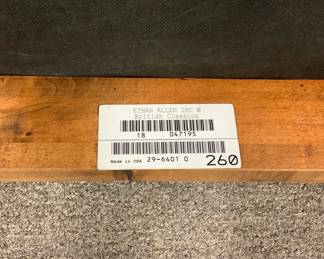 ETHAN ALLEN INC ®
British Classics
18 047195
Made in USA 29-6401 0 260